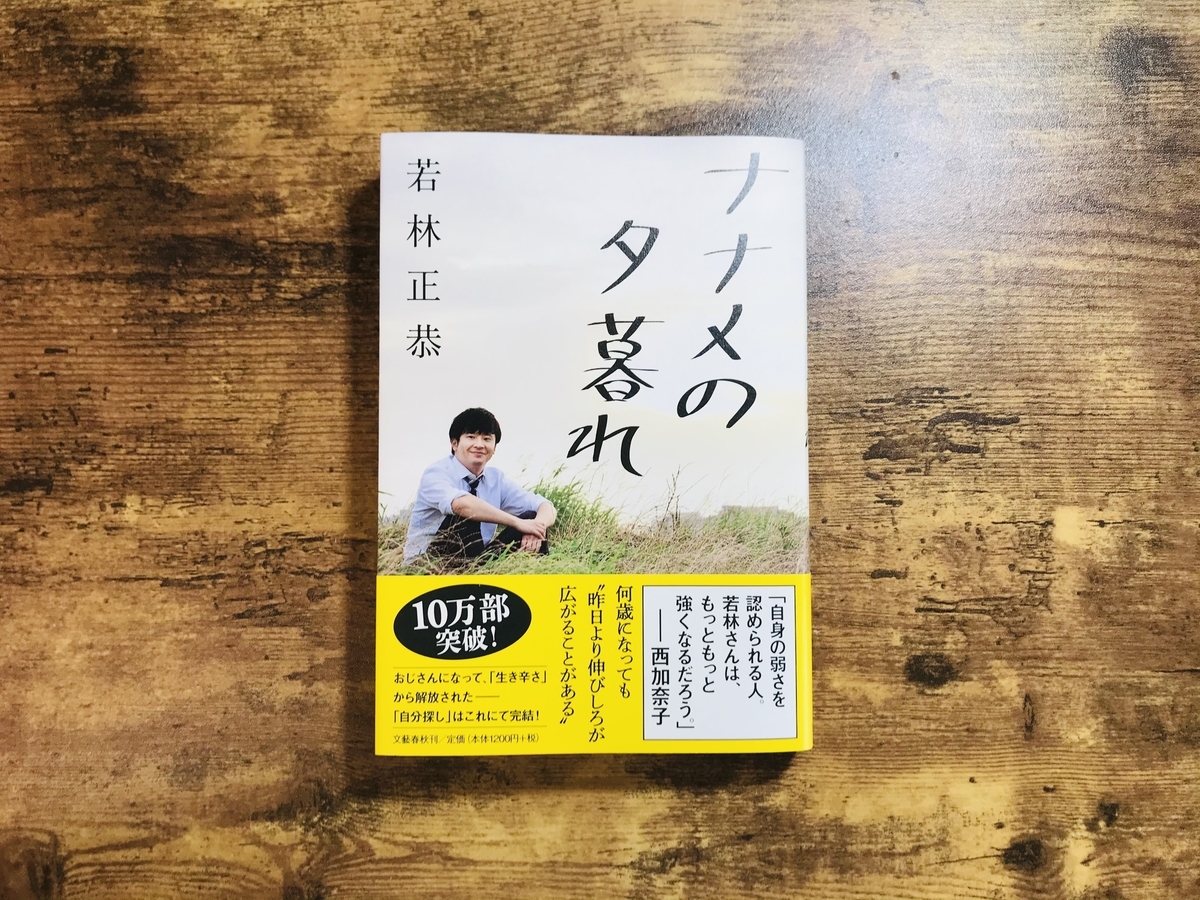 ナナメの
夕暮れ
若林正恭
「自身の弱さを
認められる人。
若林さんは、
もっともっと
強くなるだろう。」
──西加奈子
何歳になっても
〝昨日より伸びしろが
広がることがある〟
10万部
突破!
おじさんになって、「生き辛さ」
から解放された──
「自分探し」はこれにて完結!
文藝春秋刊/定価(本体1200円+税)